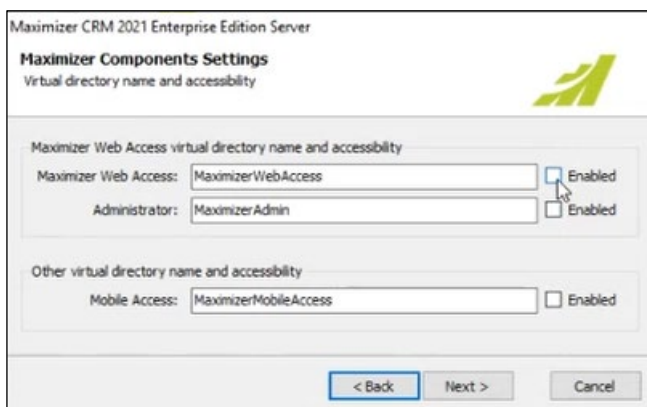 Maximizer CRM 2021 Enterprise Edition Server
Maximizer Components Settings
Virtual directory name and accessibility
Maximizer Web Access virtual directory name and accessibility
Maximizer Web Access: MaximizerWebAccess Enabled
Administrator: MaximizerAdmin Enabled
Other virtual directory name and accessibility
Mobile Access: MaximizerMobileAccess Enabled
< Back Next > Cancel